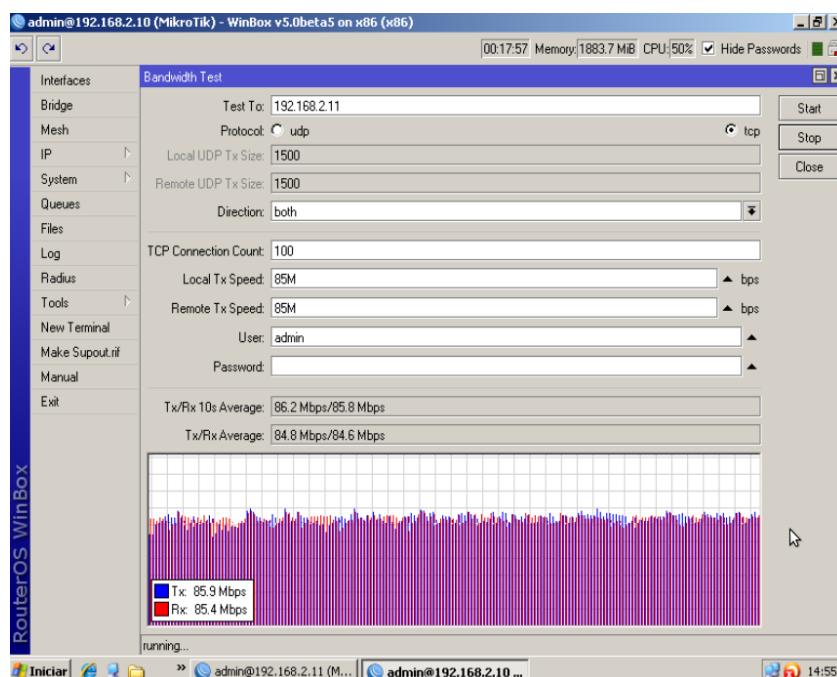 admin@192.168.2.10 (MikroTik) - WinBox v5.0beta5 on x86 (x86)
00:17:57 Memory: 1883.7 MiB CPU: 50% Hide Passwords
Interfaces
Bridge
Mesh
IP
System
Queues
Files
Log
Radius
Tools
New Terminal
Make Supout.rif
Manual
Exit
RouterOS WinBox
Bandwidth Test
Test To: 192.168.2.11
Protocol: udp tcp
Local UDP Tx Size: 1500
Remote UDP Tx Size: 1500
Direction: both
TCP Connection Count: 100
Local Tx Speed: 85M bps
Remote Tx Speed: 85M bps
User: admin
Password:
Tx/Rx 10s Average: 86.2 Mbps/85.8 Mbps
Tx/Rx Average: 84.8 Mbps/84.6 Mbps
Tx: 85.9 Mbps
Rx: 85.4 Mbps
running...
Start
Stop
Close
Iniciar » admin@192.168.2.11 (M... admin@192.168.2.10 ... 14:55